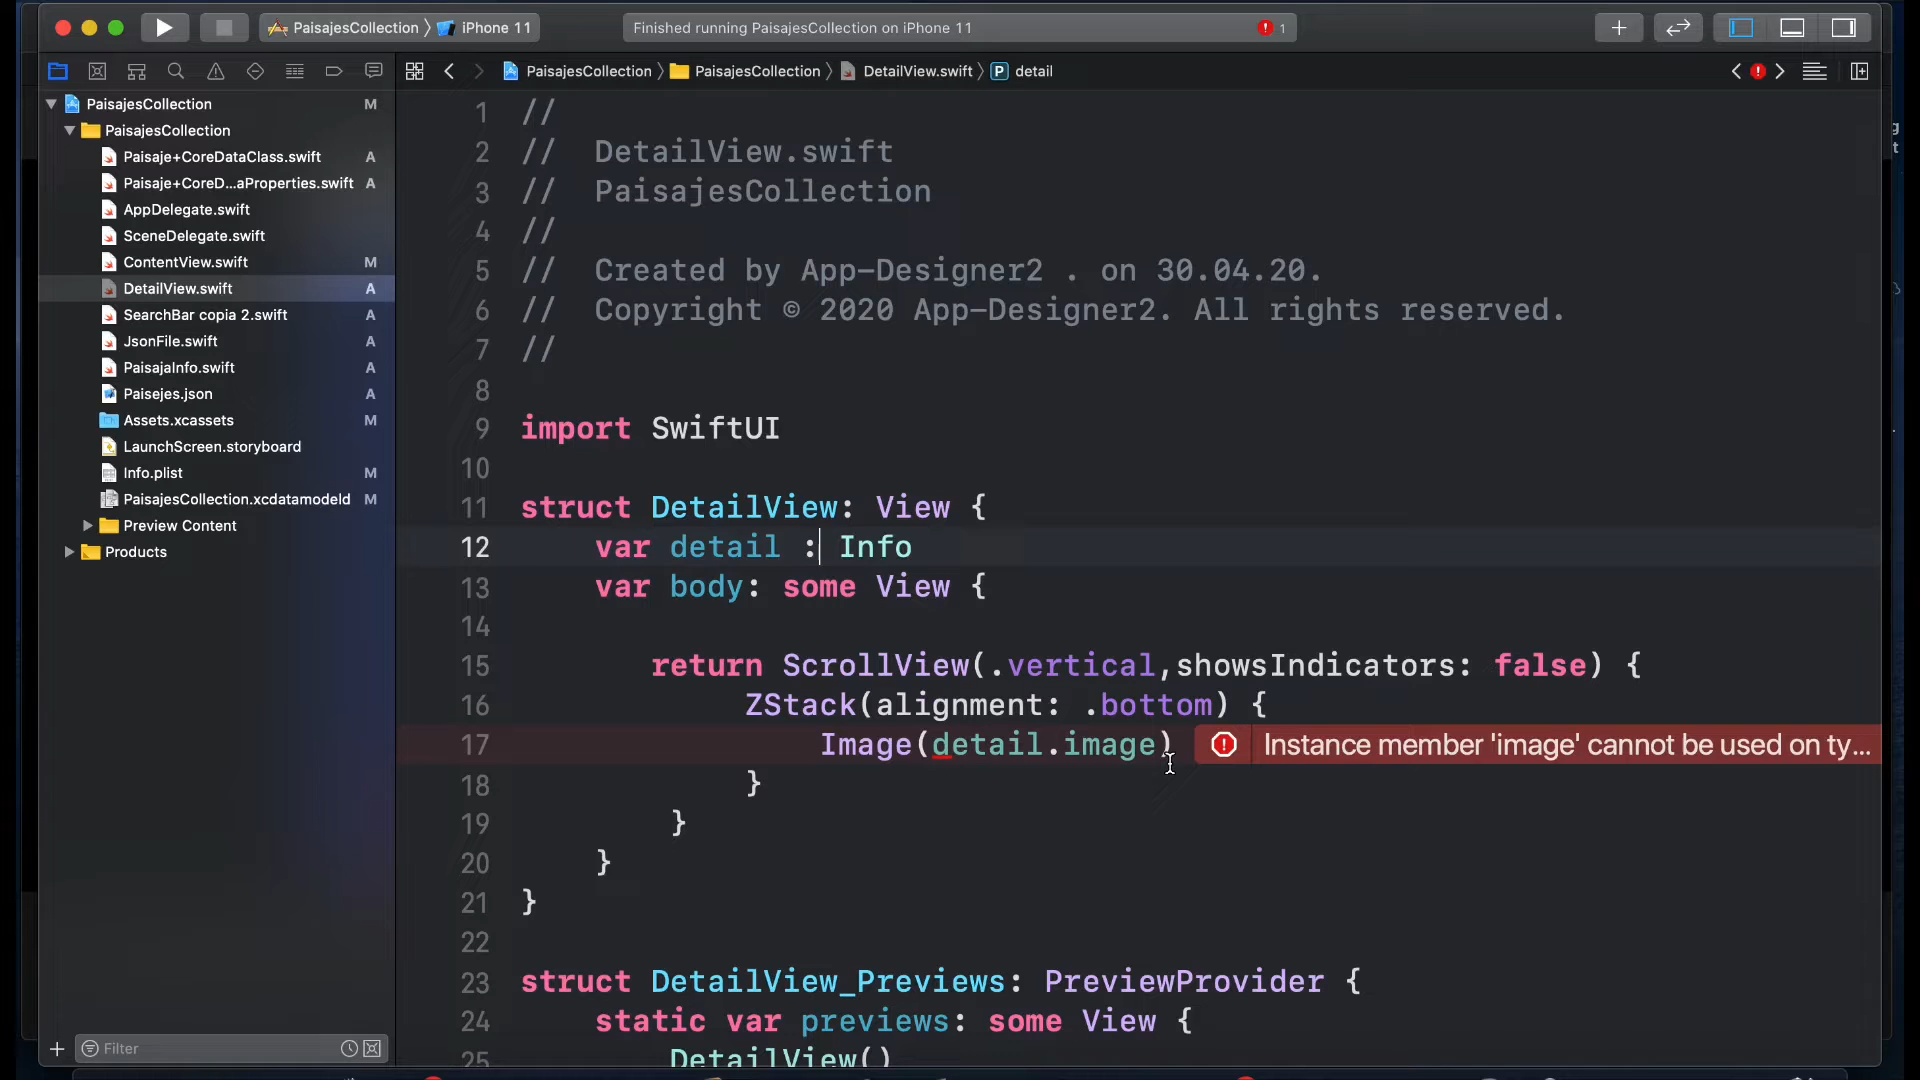 PaisajesCollection 〉 iPhone 11
Finished running PaisajesCollection on iPhone 11
1
PaisajesCollection 〉 PaisajesCollection 〉 DetailView.swift 〉 P detail
PaisajesCollection M
PaisajesCollection
Paisaje+CoreDataClass.swift A
Paisaje+CoreD...aProperties.swift A
AppDelegate.swift
SceneDelegate.swift
ContentView.swift M
DetailView.swift A
SearchBar copia 2.swift A
JsonFile.swift A
PaisajaInfo.swift A
Paisejes.json A
Assets.xcassets M
LaunchScreen.storyboard
Info.plist M
PaisajesCollection.xcdatamodeld M
Preview Content
Products
Filter
1 //
2 //  DetailView.swift
3 //  PaisajesCollection
4 //
5 //  Created by App-Designer2 . on 30.04.20.
6 //  Copyright © 2020 App-Designer2. All rights reserved.
7 //
8
9 import SwiftUI
10
11 struct DetailView: View {
12 var detail : Info
13 var body: some View {
14
15 return ScrollView(.vertical,showsIndicators: false) {
16 ZStack(alignment: .bottom) {
17 Image(detail.image) Instance member 'image' cannot be used on ty...
18 }
19 }
20 }
21 }
22
23 struct DetailView_Previews: PreviewProvider {
24 static var previews: some View {
25 DetailView()